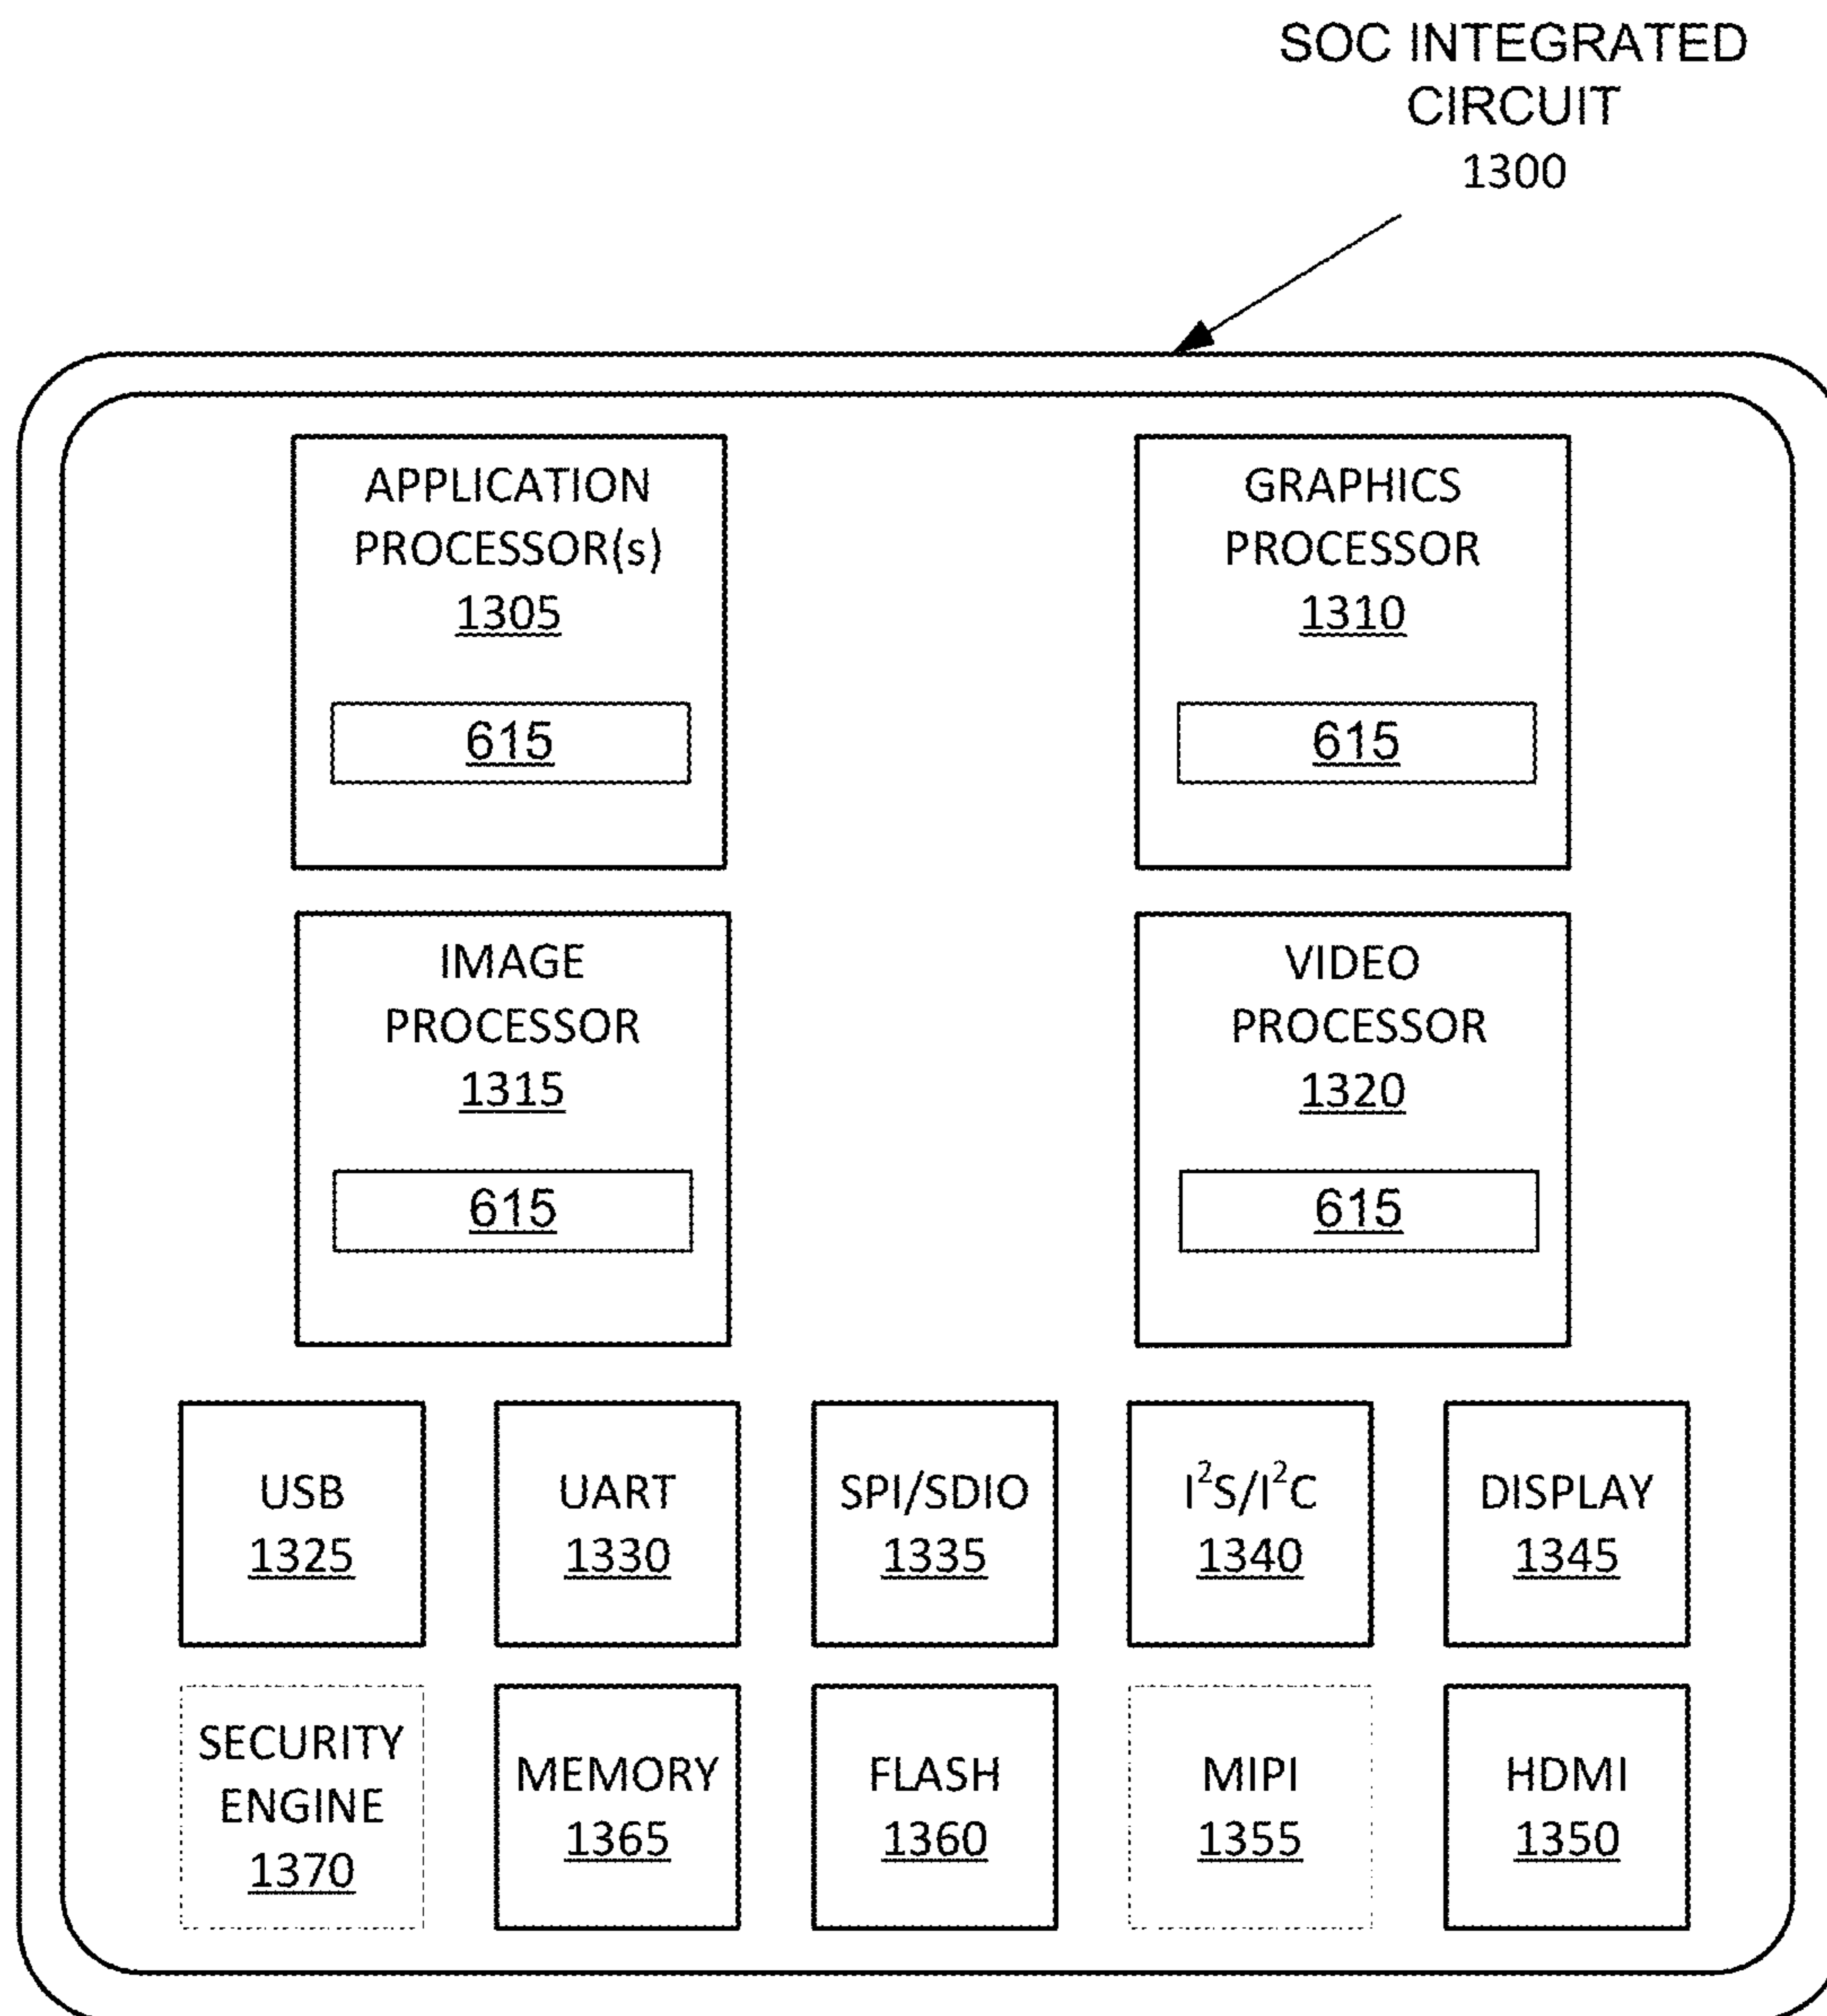 SOC INTEGRATED
CIRCUIT
1300
APPLICATION
PROCESSOR(s)
1305
615
GRAPHICS
PROCESSOR
1310
615
IMAGE
PROCESSOR
1315
615
VIDEO
PROCESSOR
1320
615
USB
1325
UART
1330
SPI/SDIO
1335
I²S/I²C
1340
DISPLAY
1345
SECURITY
ENGINE
1370
MEMORY
1365
FLASH
1360
MIPI
1355
HDMI
1350